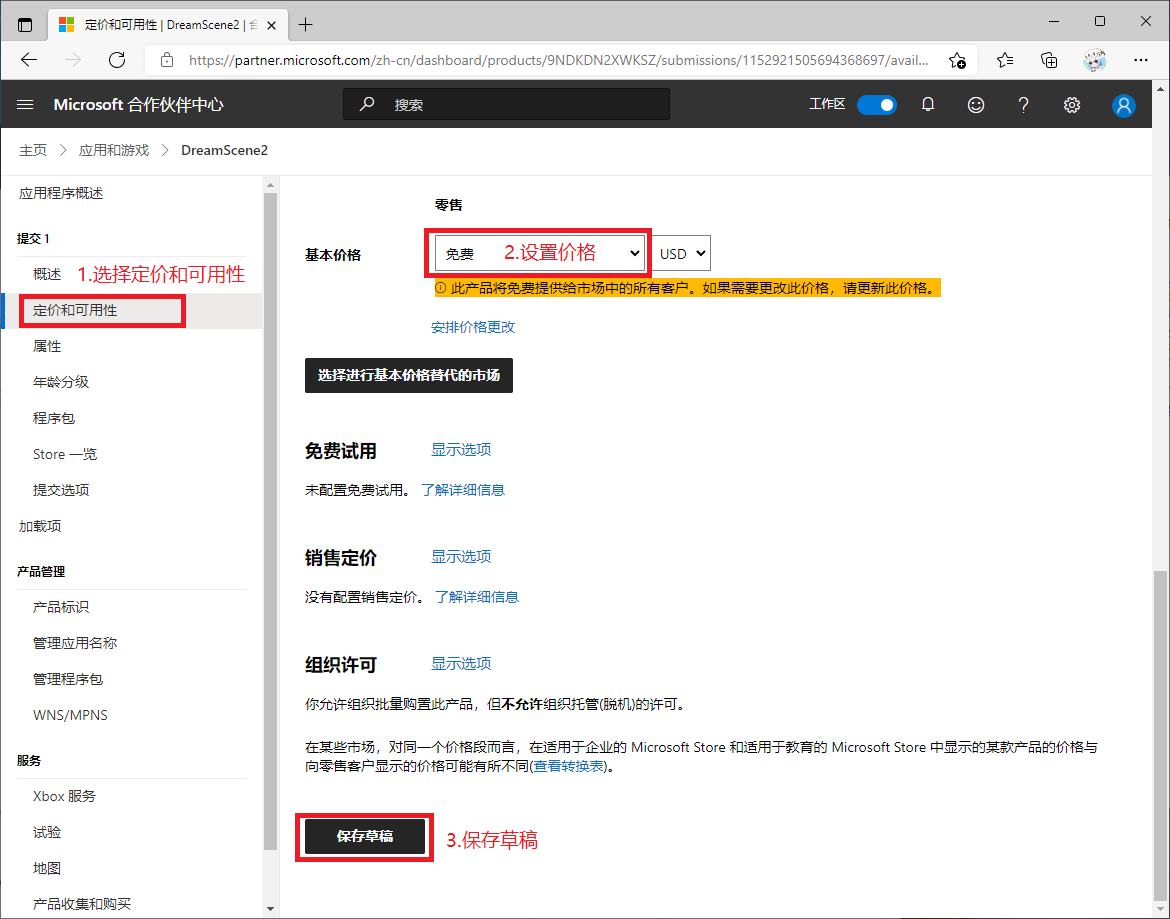 定价和可用性 | DreamScene2 | 合
https://partner.microsoft.com/zh-cn/dashboard/products/9NDKDN2XWKSZ/submissions/1152921505694368697/avail...
Microsoft 合作伙伴中心
搜索
工作区
主页
应用和游戏
DreamScene2
应用程序概述
提交 1
概述
1.选择定价和可用性
定价和可用性
属性
年龄分级
程序包
Store 一览
提交选项
加载项
产品管理
产品标识
管理应用名称
管理程序包
WNS/MPNS
服务
Xbox 服务
试验
地图
产品收集和购买
零售
基本价格
免费
2.设置价格
USD
此产品将免费提供给市场中的所有客户。如果需要更改此价格，请更新此价格。
安排价格更改
选择进行基本价格替代的市场
免费试用
显示选项
未配置免费试用。 了解详细信息
销售定价
显示选项
没有配置销售定价。 了解详细信息
组织许可
显示选项
你允许组织批量购置此产品，但不允许组织托管(脱机)的许可。
在某些市场，对同一个价格段而言，在适用于企业的 Microsoft Store 和适用于教育的 Microsoft Store 中显示的某款产品的价格与
向零售客户显示的价格可能有所不同(查看转换表)。
保存草稿
3.保存草稿